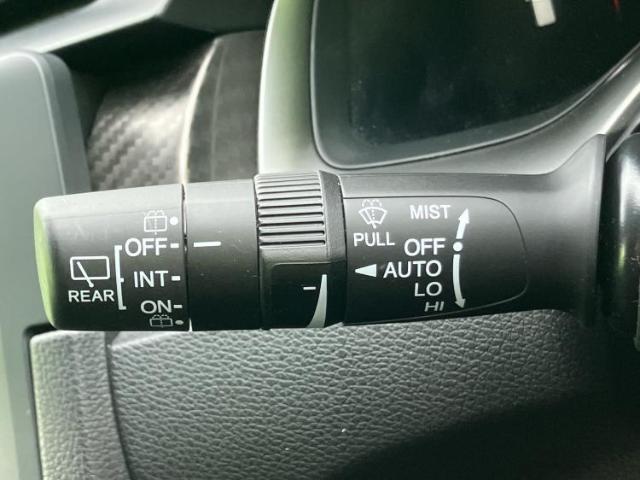 OFF
INT
REAR
ON
PULL
MIST
OFF
AUTO
LO
HI